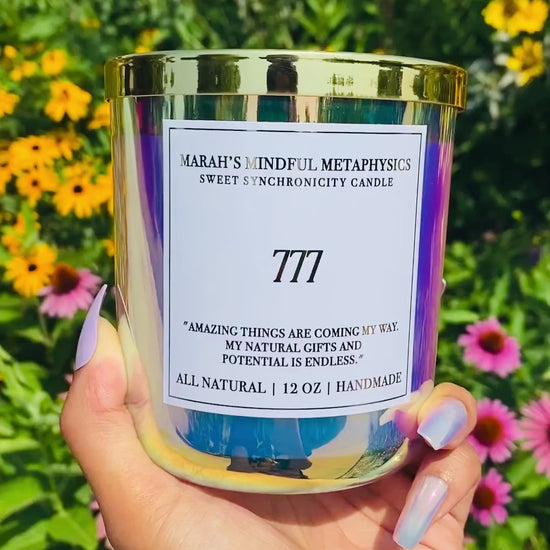 MARAH'S MINDFUL METAPHYSICS
SWEET SYNCHRONICITY CANDLE
777
"AMAZING THINGS ARE COMING MY WAY.
MY NATURAL GIFTS AND
POTENTIAL IS ENDLESS."
ALL NATURAL | 12 OZ | HANDMADE